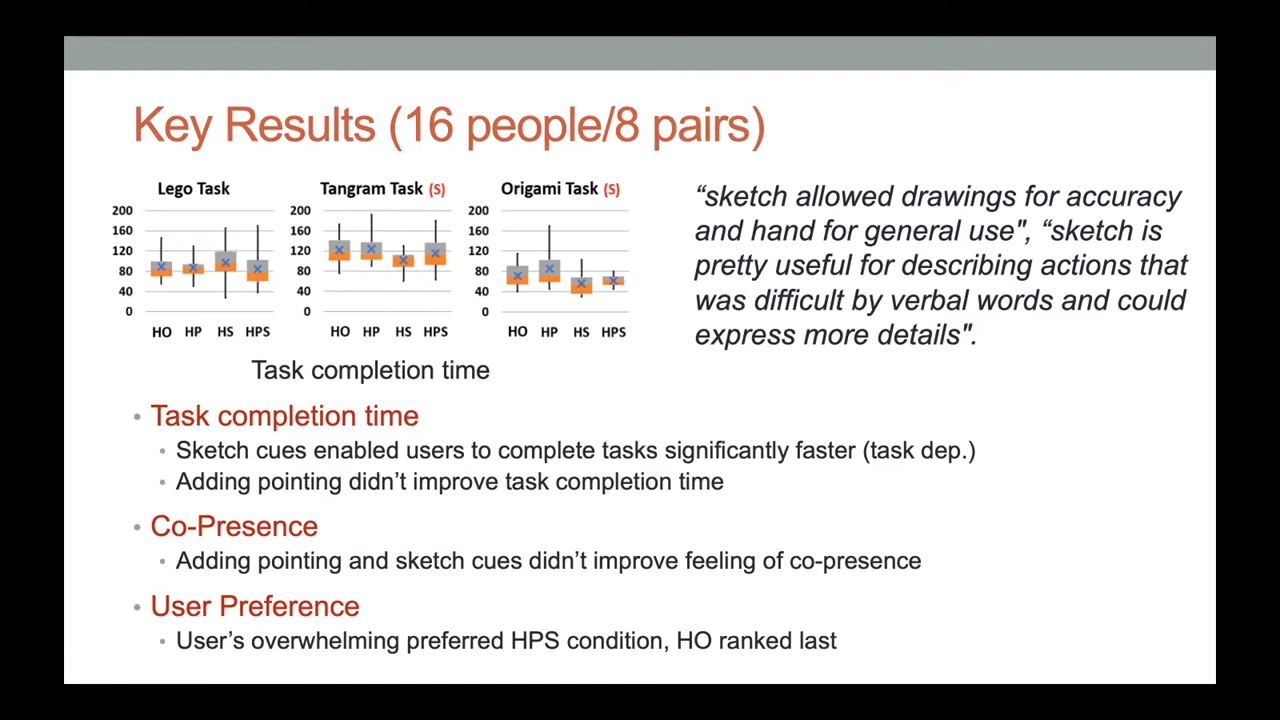 Key Results (16 people/8 pairs)
Lego Task
200
160
120
80
40
0
HO HP HS HPS
Tangram Task (S)
200
160
120
80
40
0
HO HP HS HPS
Origami Task (S)
200
160
120
80
40
0
HO HP HS HPS
Task completion time
“sketch allowed drawings for accuracy
and hand for general use", “sketch is
pretty useful for describing actions that
was difficult by verbal words and could
express more details".
• Task completion time
• Sketch cues enabled users to complete tasks significantly faster (task dep.)
• Adding pointing didn’t improve task completion time
• Co-Presence
• Adding pointing and sketch cues didn’t improve feeling of co-presence
• User Preference
• User’s overwhelming preferred HPS condition, HO ranked last